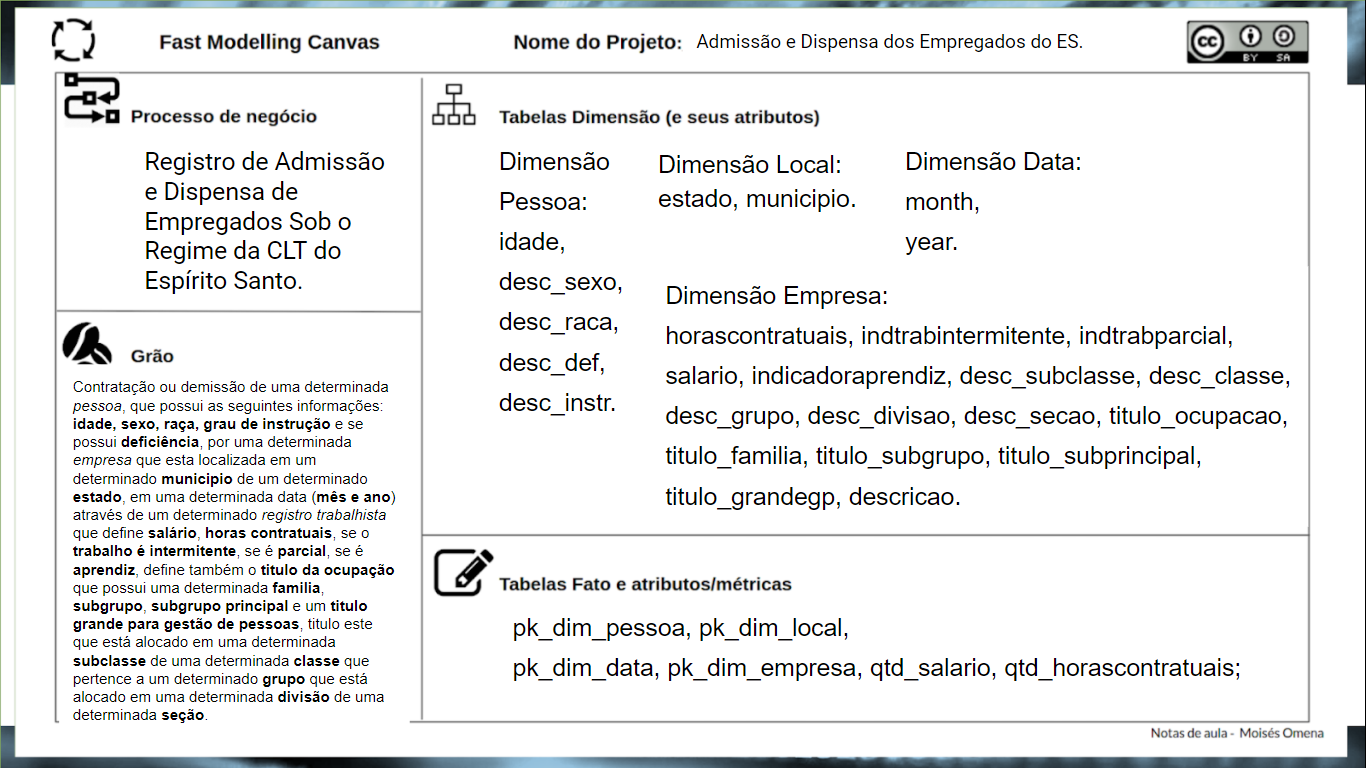 Fast Modelling Canvas
Nome do Projeto: Admissão e Dispensa dos Empregados do ES.
cc BY SA
Processo de negócio
Registro de Admissão
e Dispensa de
Empregados Sob o
Regime da CLT do
Espírito Santo.
Grão
Contratação ou demissão de uma determinada
pessoa, que possui as seguintes informações:
idade, sexo, raça, grau de instrução e se
possui deficiência, por uma determinada
empresa que esta localizada em um
determinado municipio de um determinado
estado, em uma determinada data (mês e ano)
através de um determinado registro trabalhista
que define salário, horas contratuais, se o
trabalho é intermitente, se é parcial, se é
aprendiz, define também o titulo da ocupação
que possui uma determinada familia,
subgrupo, subgrupo principal e um titulo
grande para gestão de pessoas, titulo este
que está alocado em uma determinada
subclasse de uma determinada classe que
pertence a um determinado grupo que está
alocado em uma determinada divisão de uma
determinada seção.
Tabelas Dimensão (e seus atributos)
Dimensão
Pessoa:
idade,
desc_sexo,
desc_raca,
desc_def,
desc_instr.
Dimensão Local:
estado, municipio.
Dimensão Data:
month,
year.
Dimensão Empresa:
horascontratuais, indtrabintermitente, indtrabparcial,
salario, indicadoraprendiz, desc_subclasse, desc_classe,
desc_grupo, desc_divisao, desc_secao, titulo_ocupacao,
titulo_familia, titulo_subgrupo, titulo_subprincipal,
titulo_grandegp, descricao.
Tabelas Fato e atributos/métricas
pk_dim_pessoa, pk_dim_local,
pk_dim_data, pk_dim_empresa, qtd_salario, qtd_horascontratuais;
Notas de aula - Moisés Omena